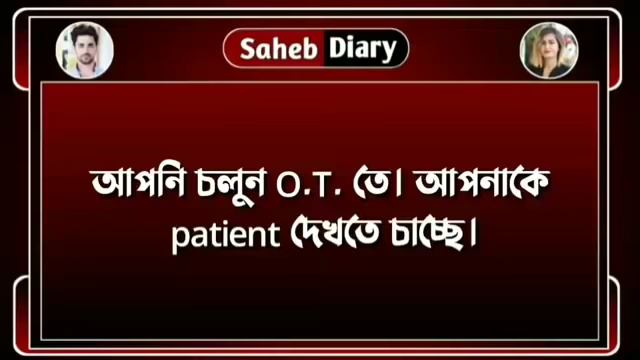 Saheb Diary
আপনি চলুন O.T. তে। আপনাকে
patient দেখতে চাচ্ছে।